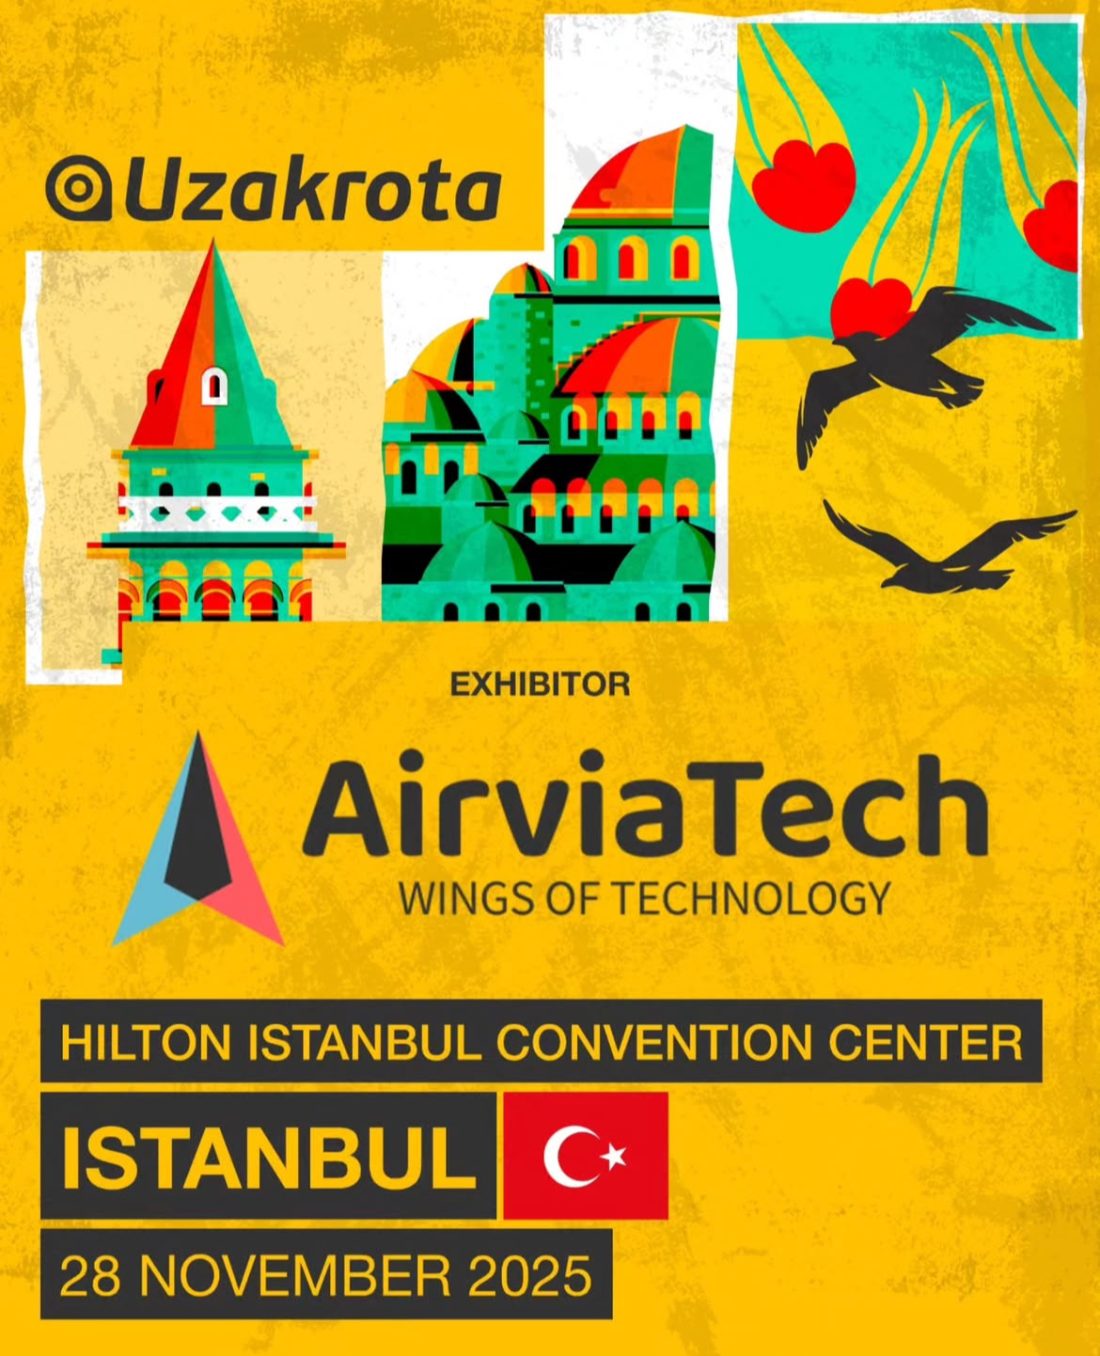 Uzakrota
EXHIBITOR
AirviaTech
WINGS OF TECHNOLOGY
HILTON ISTANBUL CONVENTION CENTER
ISTANBUL
28 NOVEMBER 2025